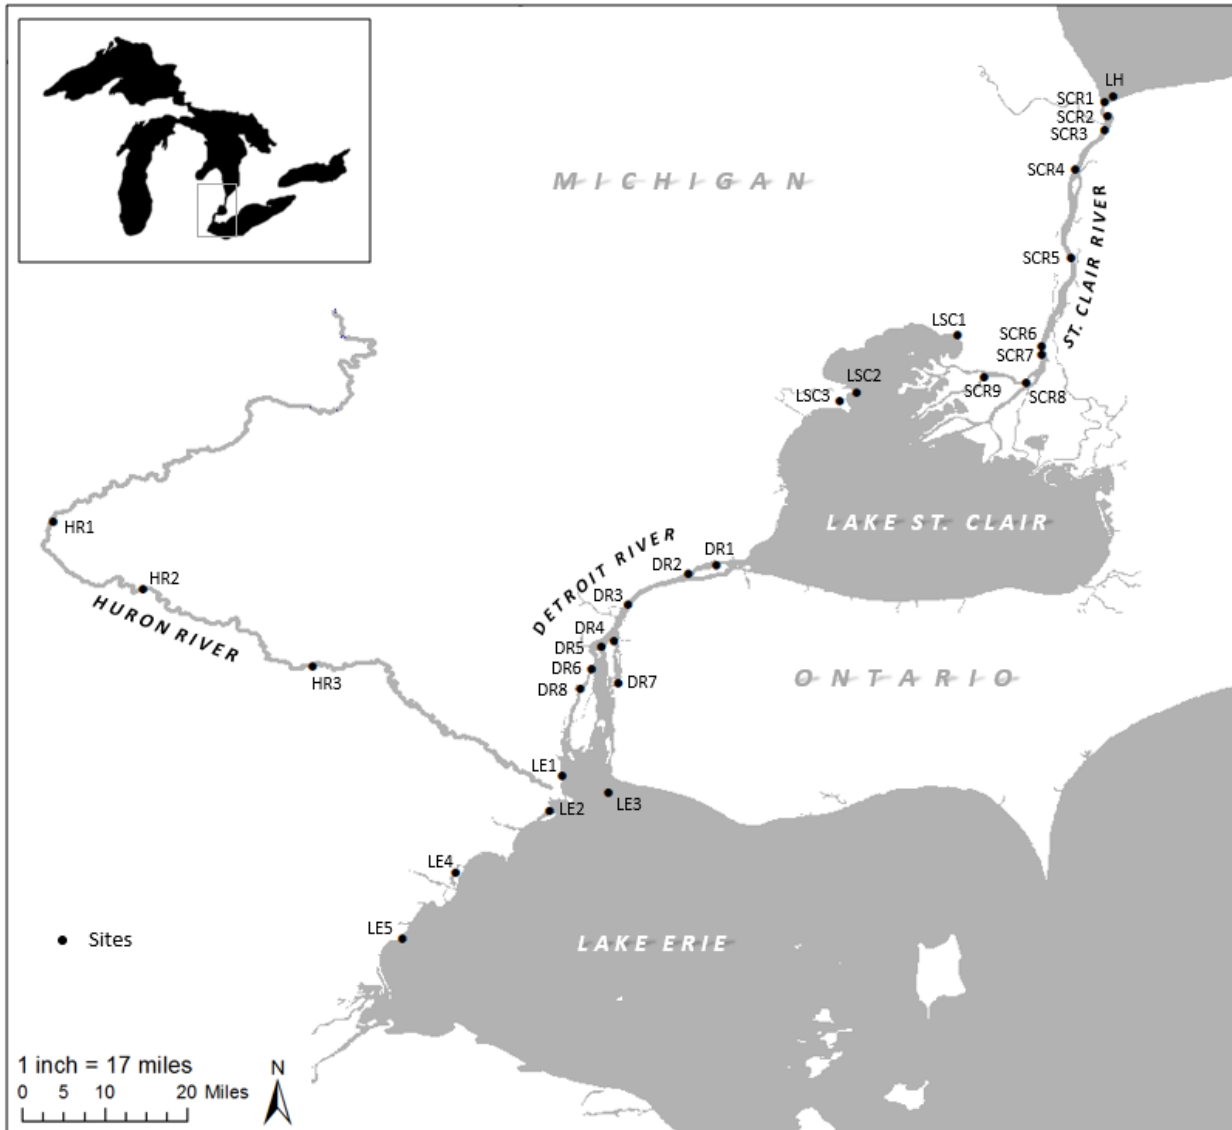 LH
SCR1
SCR2
SCR3
SCR4
MICHIGAN
ST. CLAIR RIVER
SCR5
LSC1
SCR6
SCR7
LSC2
SCR9
SCR8
LSC3
HR1
LAKE ST. CLAIR
DETROIT RIVER
DR1
DR2
HR2
DR3
HURON RIVER
DR4
DR5
DR6
DR7
HR3
ONTARIO
DR8
LE1
LE3
LE2
LE4
LE5
Sites
LAKE ERIE
1 inch = 17 miles
N
0 5 10 20 Miles